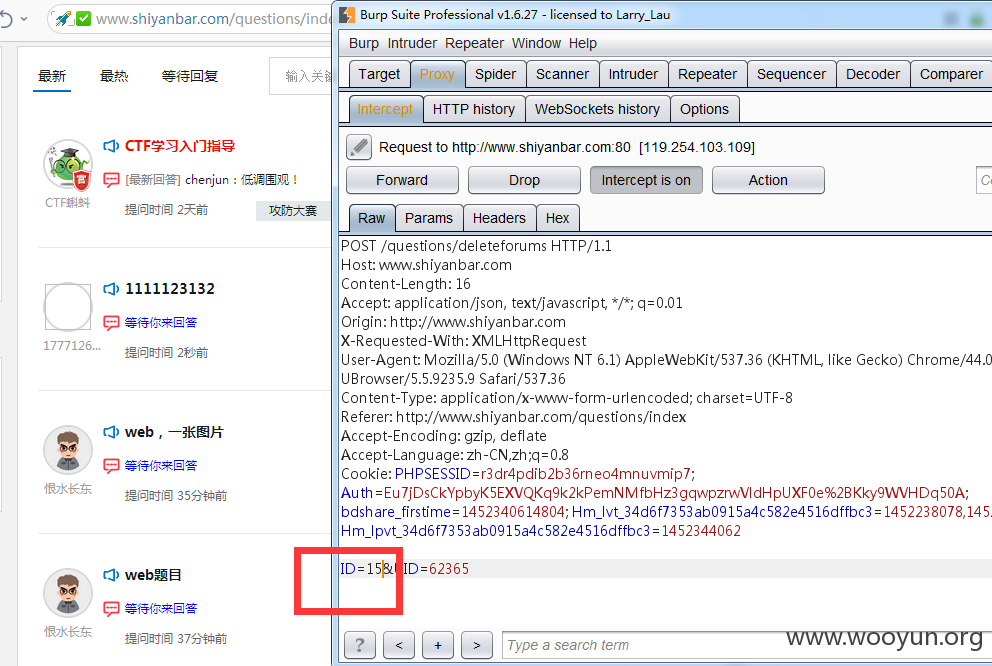 www.shiyanbar.com/questions/inde
最新 最热 等待回复 输入关键
CTF学习入门指导
[最新回答] chenjun：低调围观！
CTF蝌蚪
提问时间 2天前 攻防大赛
1111123132
等待你来回答
1777126...
提问时间 2秒前
web，一张图片
等待你来回答
恨水长东
提问时间 35分钟前
web题目
等待你来回答
恨水长东
提问时间 37分钟前
Burp Suite Professional v1.6.27 - licensed to Larry_Lau
Burp Intruder Repeater Window Help
Target Proxy Spider Scanner Intruder Repeater Sequencer Decoder Comparer
Intercept HTTP history WebSockets history Options
Request to http://www.shiyanbar.com:80 [119.254.103.109]
Forward Drop Intercept is on Action
Raw Params Headers Hex
POST /questions/deleteforums HTTP/1.1
Host: www.shiyanbar.com
Content-Length: 16
Accept: application/json, text/javascript, */*; q=0.01
Origin: http://www.shiyanbar.com
X-Requested-With: XMLHttpRequest
User-Agent: Mozilla/5.0 (Windows NT 6.1) AppleWebKit/537.36 (KHTML, like Gecko) Chrome/44.0
UBrowser/5.5.9235.9 Safari/537.36
Content-Type: application/x-www-form-urlencoded; charset=UTF-8
Referer: http://www.shiyanbar.com/questions/index
Accept-Encoding: gzip, deflate
Accept-Language: zh-CN,zh;q=0.8
Cookie: PHPSESSID=r3dr4pdib2b36rneo4mnuvmip7;
Auth=Eu7jDsCkYpbyK5EXVQKq9k2kPemNMfbHz3gqwpzrwVldHpUXF0e%2BKky9WVHDq50A;
bdshare_firstime=1452340614804; Hm_lvt_34d6f7353ab0915a4c582e4516dffbc3=1452238078,145
Hm_lpvt_34d6f7353ab0915a4c582e4516dffbc3=1452344062
ID=15&UID=62365
? < + > Type a search term
www.wooyun.org